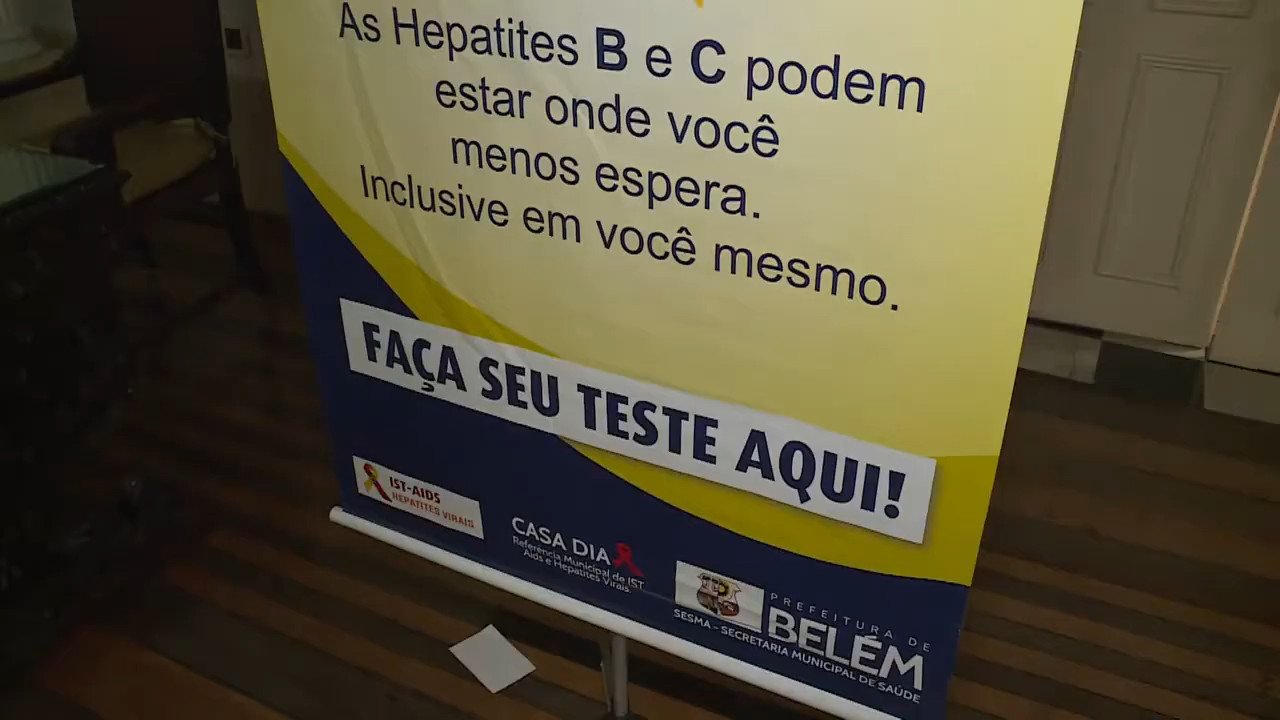 As Hepatites B e C podem
estar onde você
menos espera.
Inclusive em você mesmo.
FAÇA SEU TESTE AQUI!
IST-AIDS
HEPATITES VIRAIS
CASA DIA
Referência Municipal de IST
Aids e Hepatites Virais.
PREFEITURA DE
BELÉM
SESMA - SECRETARIA MUNICIPAL DE SAÚDE